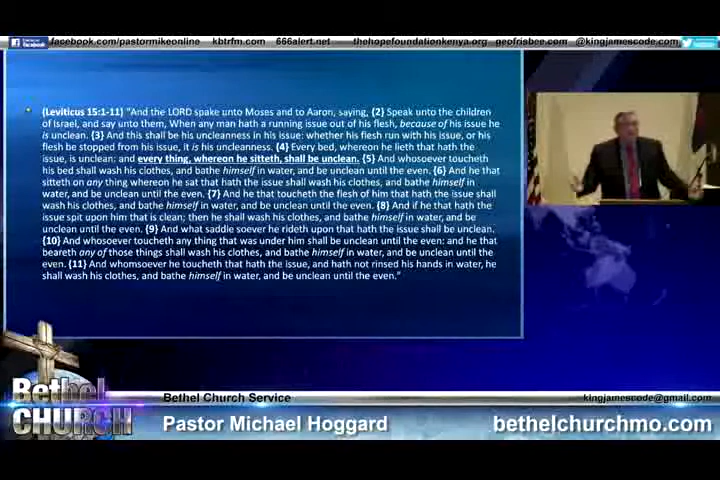 facebook.com/pastormikeonline kbtrfm.com 666alert.net thehopefoundationkenya.org geofrisbee.com @kingjamescode.com
(Leviticus 15:1-11) "And the LORD spake unto Moses and to Aaron, saying, (2) Speak unto the children
of Israel, and say unto them, When any man hath a running issue out of his flesh, because of his issue he
is unclean. (3) And this shall be his uncleanness in his issue: whether his flesh run with his issue, or his
flesh be stopped from his issue, it is his uncleanness. (4) Every bed, whereon he lieth that hath the
issue, is unclean: and every thing, whereon he sitteth, shall be unclean. (5) And whosoever toucheth
his bed shall wash his clothes, and bathe himself in water, and be unclean until the even. (6) And he that
sitteth on any thing whereon he sat that hath the issue shall wash his clothes, and bathe himself in
water, and be unclean until the even. (7) And he that toucheth the flesh of him that hath the issue shall
wash his clothes, and bathe himself in water, and be unclean until the even. (8) And if he that hath the
issue spit upon him that is clean; then he shall wash his clothes, and bathe himself in water, and be
unclean until the even. (9) And what saddle soever he rideth upon that hath the issue shall be unclean.
(10) And whosoever toucheth any thing that was under him shall be unclean until the even: and he that
beareth any of those things shall wash his clothes, and bathe himself in water, and be unclean until the
even. (11) And whomsoever he toucheth that hath the issue, and hath not rinsed his hands in water, he
shall wash his clothes, and bathe himself in water, and be unclean until the even."
Bethel
CHURCH
Bethel Church Service kingjamescode@gmail.com
Pastor Michael Hoggard bethelchurchmo.com